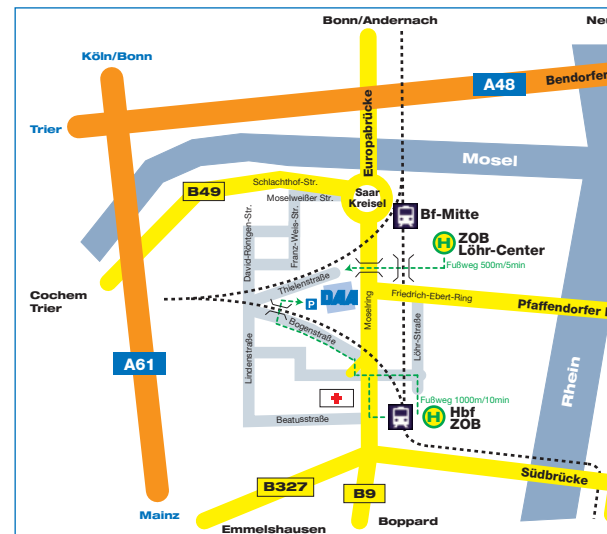 Bonn/Andernach
Neu
Köln/Bonn
A48
Bendorfer
Trier
Europabrücke
Mosel
B49
Schlachthof-Str.
Moselweißer Str.
Saar
Kreisel
Bf-Mitte
David-Röntgen-Str.
Franz-Weis-Str.
H
ZOB
Löhr-Center
Fußweg 500m/5min
Thielenstraße
Cochem
Trier
P
DAA
Moselring
Friedrich-Ebert-Ring
Pfaffendorfer
Bogenstraße
Löhr-Straße
Lindenstraße
A61
Rhein
Fußweg 1000m/10min
Beatusstraße
H
Hbf
ZOB
Südbrücke
B327
B9
Mainz
Emmelshausen
Boppard